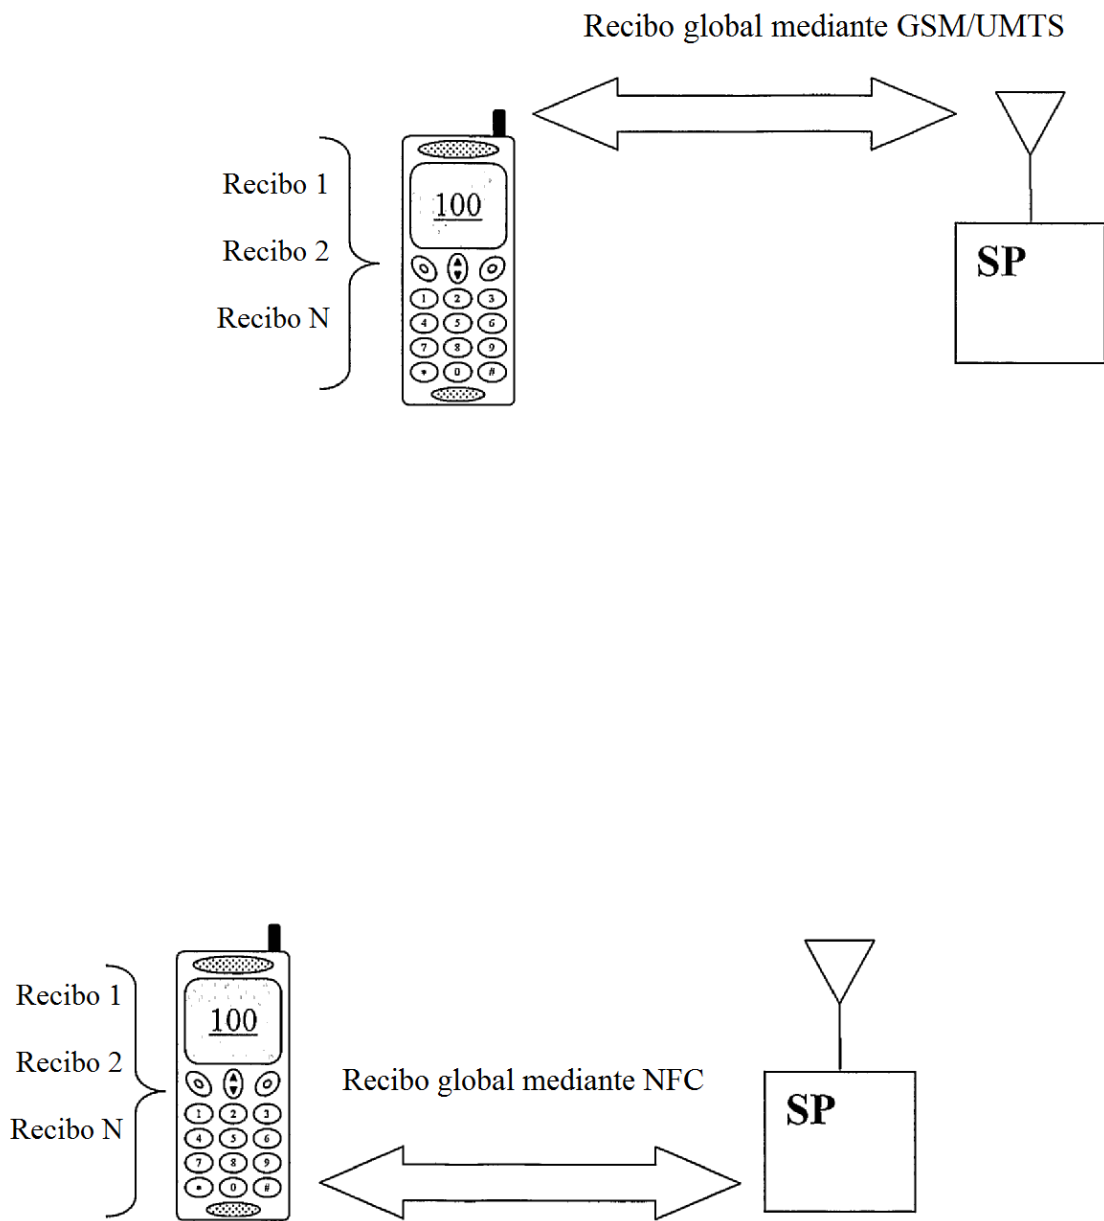 Recibo global mediante GSM/UMTS
Recibo 1
Recibo 2
Recibo N
100
1 2 3
4 5 6
7 8 9
* 0 #
SP
Recibo 1
Recibo 2
Recibo N
100
1 2 3
4 5 6
7 8 9
* 0 #
Recibo global mediante NFC
SP